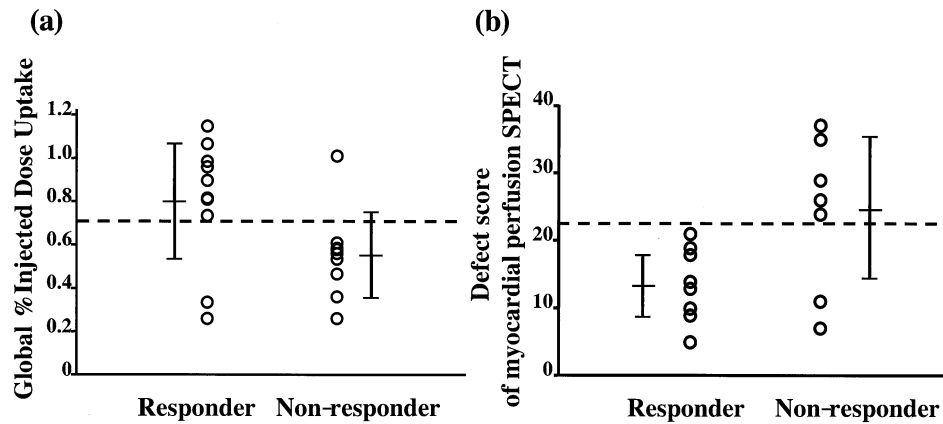 (a)
Global % Injected Dose Uptake
1.2
1.0
0.8
0.6
0.4
0.2
0
Responder Non-responder
(b)
Defect score
of myocardial perfusion SPECT
40
30
20
10
0
Responder Non-responder